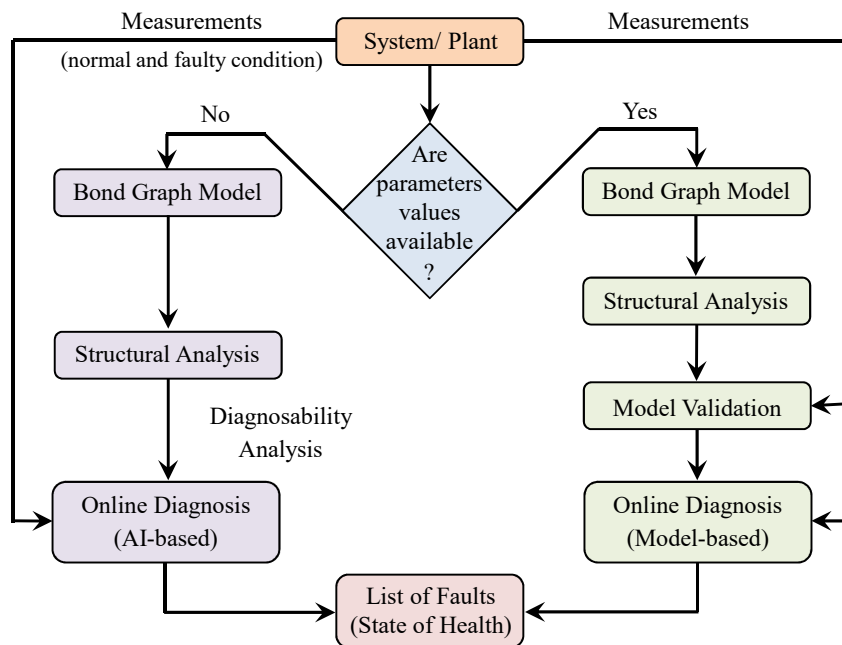 Measurements
System/ Plant
Measurements
(normal and faulty condition)
No
Yes
Are
parameters
values
available
?
Bond Graph Model
Bond Graph Model
Structural Analysis
Structural Analysis
Diagnosability
Analysis
Model Validation
Online Diagnosis
(AI-based)
Online Diagnosis
(Model-based)
List of Faults
(State of Health)